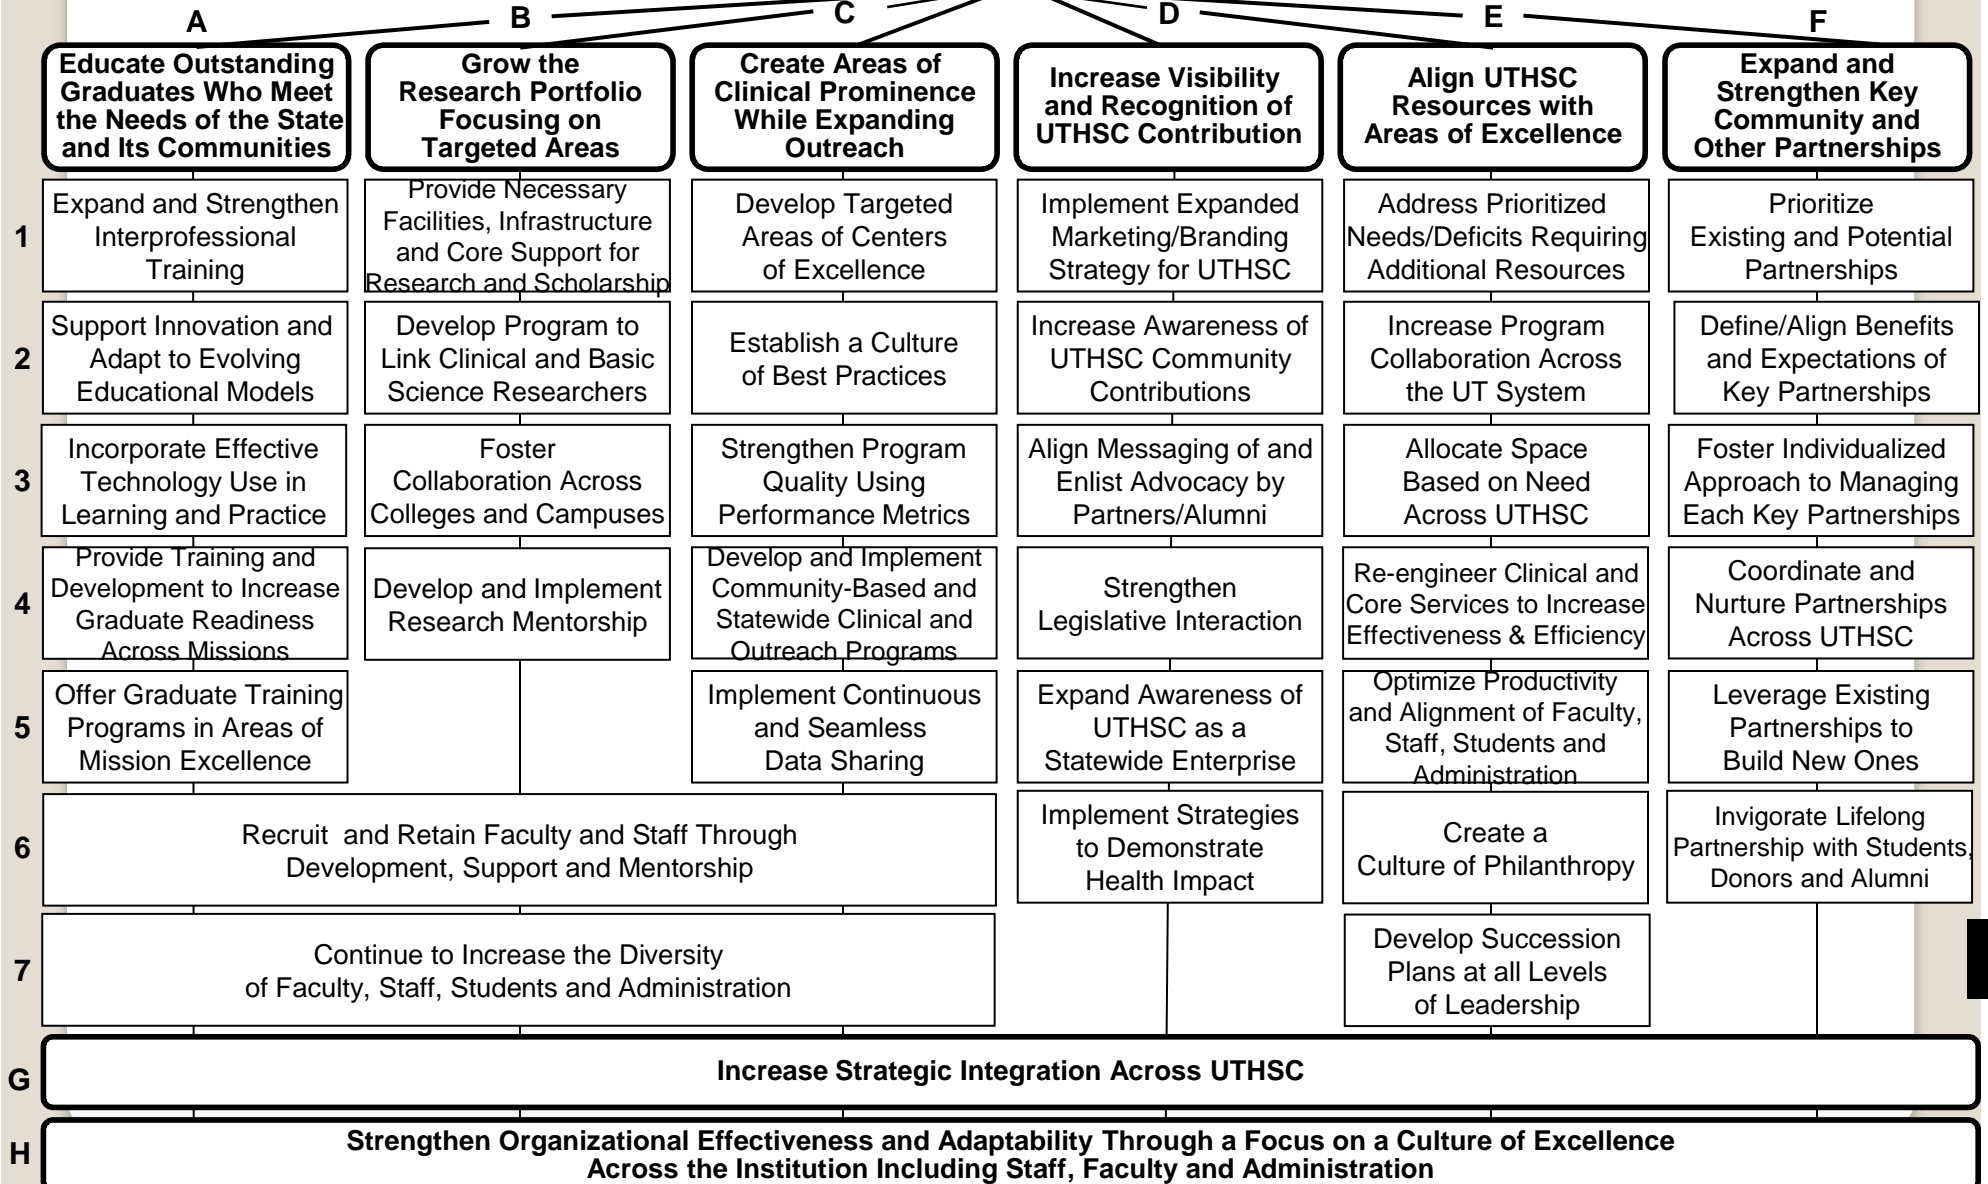 A
B
C
D
E
F
Educate Outstanding
Graduates Who Meet
the Needs of the State
and Its Communities
Grow the
Research Portfolio
Focusing on
Targeted Areas
Create Areas of
Clinical Prominence
While Expanding
Outreach
Increase Visibility
and Recognition of
UTHSC Contribution
Align UTHSC
Resources with
Areas of Excellence
Expand and
Strengthen Key
Community and
Other Partnerships
1
Expand and Strengthen
Interprofessional
Training
Provide Necessary
Facilities, Infrastructure
and Core Support for
Research and Scholarship
Develop Targeted
Areas of Centers
of Excellence
Implement Expanded
Marketing/Branding
Strategy for UTHSC
Address Prioritized
Needs/Deficits Requiring
Additional Resources
Prioritize
Existing and Potential
Partnerships
2
Support Innovation and
Adapt to Evolving
Educational Models
Develop Program to
Link Clinical and Basic
Science Researchers
Establish a Culture
of Best Practices
Increase Awareness of
UTHSC Community
Contributions
Increase Program
Collaboration Across
the UT System
Define/Align Benefits
and Expectations of
Key Partnerships
3
Incorporate Effective
Technology Use in
Learning and Practice
Foster
Collaboration Across
Colleges and Campuses
Strengthen Program
Quality Using
Performance Metrics
Align Messaging of and
Enlist Advocacy by
Partners/Alumni
Allocate Space
Based on Need
Across UTHSC
Foster Individualized
Approach to Managing
Each Key Partnerships
4
Provide Training and
Development to Increase
Graduate Readiness
Across Missions
Develop and Implement
Research Mentorship
Develop and Implement
Community-Based and
Statewide Clinical and
Outreach Programs
Strengthen
Legislative Interaction
Re-engineer Clinical and
Core Services to Increase
Effectiveness & Efficiency
Coordinate and
Nurture Partnerships
Across UTHSC
5
Offer Graduate Training
Programs in Areas of
Mission Excellence
Implement Continuous
and Seamless
Data Sharing
Expand Awareness of
UTHSC as a
Statewide Enterprise
Optimize Productivity
and Alignment of Faculty,
Staff, Students and
Administration
Leverage Existing
Partnerships to
Build New Ones
6
Recruit  and Retain Faculty and Staff Through
Development, Support and Mentorship
Implement Strategies
to Demonstrate
Health Impact
Create a
Culture of Philanthropy
Invigorate Lifelong
Partnership with Students,
Donors and Alumni
7
Continue to Increase the Diversity
of Faculty, Staff, Students and Administration
Develop Succession
Plans at all Levels
of Leadership
G
Increase Strategic Integration Across UTHSC
H
Strengthen Organizational Effectiveness and Adaptability Through a Focus on a Culture of Excellence
Across the Institution Including Staff, Faculty and Administration